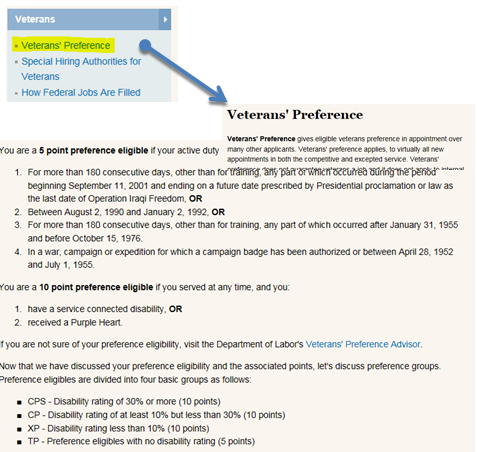 Veterans
Veterans' Preference
Special Hiring Authorities for
Veterans
How Federal Jobs Are Filled
Veterans' Preference
Veterans' Preference gives eligible veterans preference in appointment over
many other applicants. Veterans' preference applies, to virtually all new
appointments in both the competitive and excepted service. Veterans'
You are a 5 point preference eligible if your active duty
1. For more than 180 consecutive days, other than for training, any part of which occurred during the period
beginning September 11, 2001 and ending on a future date prescribed by Presidential proclamation or law as
the last date of Operation Iraqi Freedom, OR
2. Between August 2, 1990 and January 2, 1992, OR
3. For more than 180 consecutive days, other than for training, any part of which occurred after January 31, 1955
and before October 15, 1976.
4. In a war, campaign or expedition for which a campaign badge has been authorized or between April 28, 1952
and July 1, 1955.
You are a 10 point preference eligible if you served at any time, and you:
1. have a service connected disability, OR
2. received a Purple Heart.
If you are not sure of your preference eligibility, visit the Department of Labor's Veterans' Preference Advisor.
Now that we have discussed your preference eligibility and the associated points, let's discuss preference groups.
Preference eligibles are divided into four basic groups as follows:
CPS - Disability rating of 30% or more (10 points)
CP - Disability rating of at least 10% but less than 30% (10 points)
XP - Disability rating less than 10% (10 points)
TP - Preference eligibles with no disability rating (5 points)